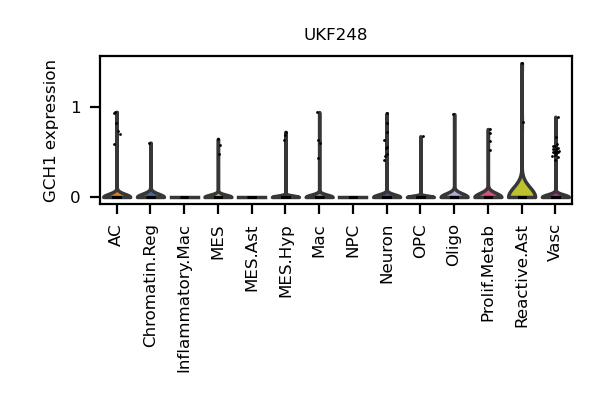 UKF248
GCH1 expression
1
0
AC
Chromatin.Reg
Inflammatory.Mac
MES
MES.Ast
MES.Hyp
Mac
NPC
Neuron
OPC
Oligo
Prolif.Metab
Reactive.Ast
Vasc